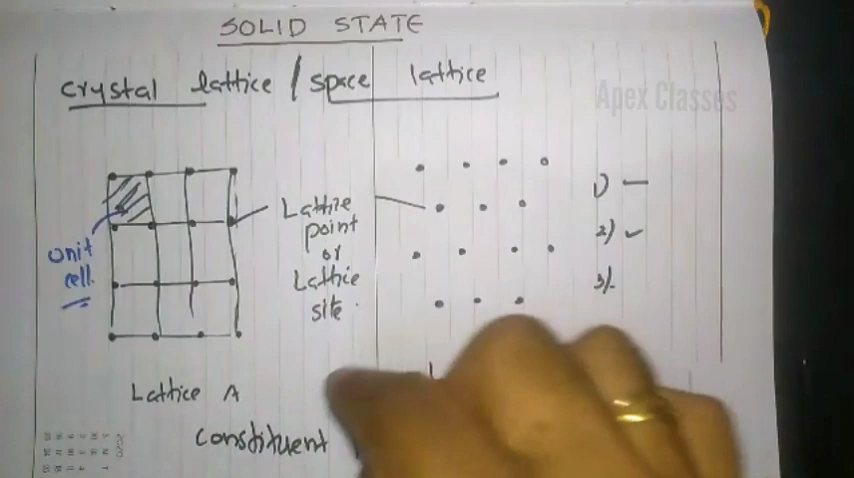 SOLID STATE
Crystal lattice / space lattice
Apex Classes
Unit
cell
Lattice
point
or
Lattice
site
1)
2)
3)
Lattice A
constituent
2020